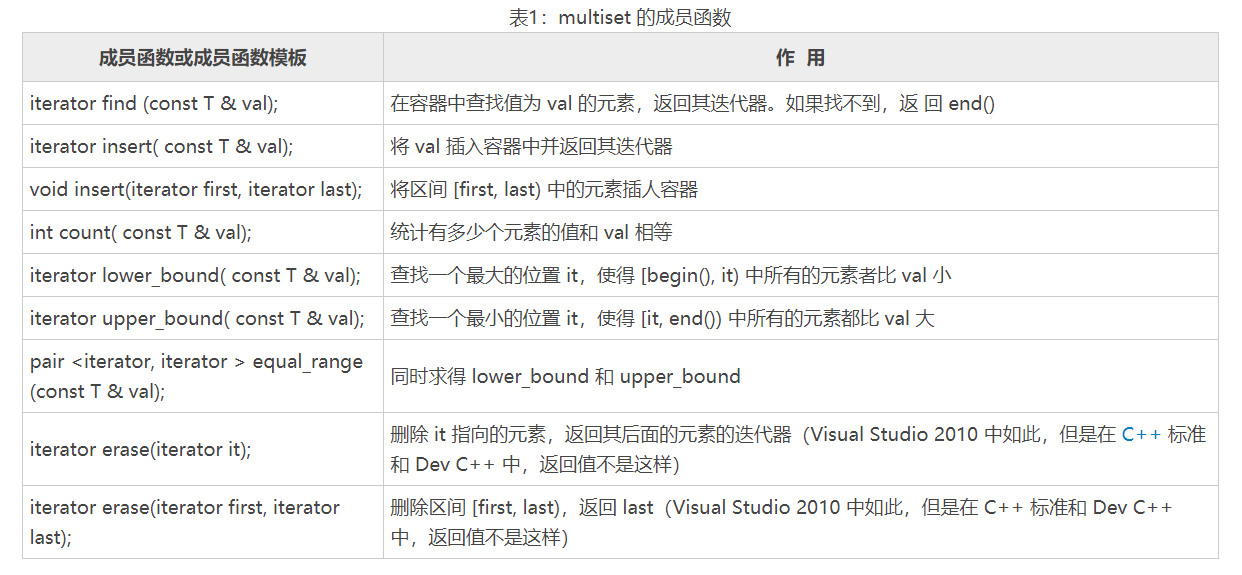 表1：multiset 的成员函数
成员函数或成员函数模板
作 用
iterator find (const T & val);
在容器中查找值为 val 的元素，返回其迭代器。如果找不到，返 回 end()
iterator insert( const T & val);
将 val 插入容器中并返回其迭代器
void insert(iterator first, iterator last);
将区间 [first, last) 中的元素插人容器
int count( const T & val);
统计有多少个元素的值和 val 相等
iterator lower_bound( const T & val);
查找一个最大的位置 it，使得 [begin(), it) 中所有的元素者比 val 小
iterator upper_bound( const T & val);
查找一个最小的位置 it，使得 [it, end()) 中所有的元素都比 val 大
pair <iterator, iterator > equal_range
(const T & val);
同时求得 lower_bound 和 upper_bound
iterator erase(iterator it);
删除 it 指向的元素，返回其后面的元素的迭代器（Visual Studio 2010 中如此，但是在 C++ 标准
和 Dev C++ 中，返回值不是这样）
iterator erase(iterator first, iterator
last);
删除区间 [first, last)，返回 last（Visual Studio 2010 中如此，但是在 C++ 标准和 Dev C++
中，返回值不是这样）